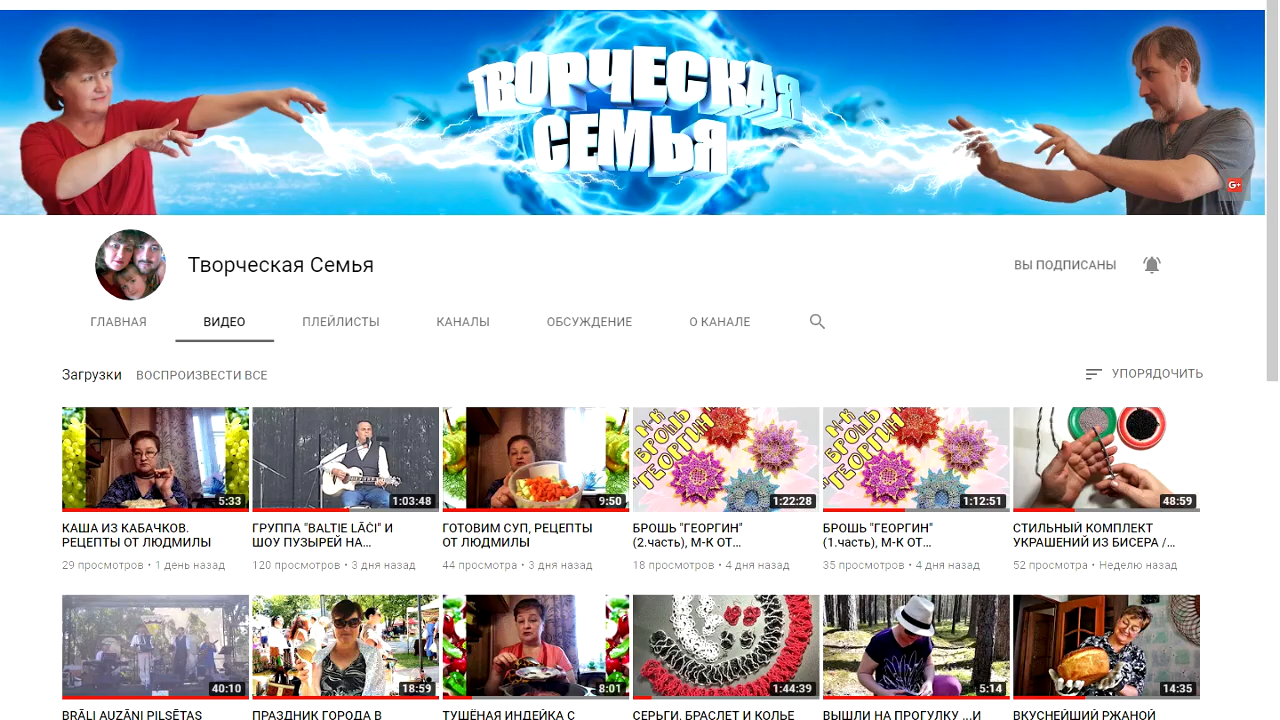 ТВОРЧЕСКАЯ
СЕМЬЯ
G+
Творческая Семья
ВЫ ПОДПИСАНЫ
ГЛАВНАЯ ВИДЕО ПЛЕЙЛИСТЫ КАНАЛЫ ОБСУЖДЕНИЕ О КАНАЛЕ
Загрузки ВОСПРОИЗВЕСТИ ВСЕ УПОРЯДОЧИТЬ
М-К
БРОШЬ
ГЕОРГИН
М-К
БРОШЬ
ГЕОРГИН
5:33 1:03:48 9:50 1:22:28 1:12:51 48:59
КАША ИЗ КАБАЧКОВ.
РЕЦЕПТЫ ОТ ЛЮДМИЛЫ
29 просмотров • 1 день назад
ГРУППА "BALTIE LĀČI" И
ШОУ ПУЗЫРЕЙ НА...
120 просмотров • 3 дня назад
ГОТОВИМ СУП, РЕЦЕПТЫ
ОТ ЛЮДМИЛЫ
44 просмотра • 3 дня назад
БРОШЬ "ГЕОРГИН"
(2.часть), М-К ОТ...
18 просмотров • 4 дня назад
БРОШЬ "ГЕОРГИН"
(1.часть), М-К ОТ...
35 просмотров • 4 дня назад
СТИЛЬНЫЙ КОМПЛЕКТ
УКРАШЕНИЙ ИЗ БИСЕРА /...
52 просмотра • Неделю назад
40:10 18:59 8:01 1:44:39 5:14 14:35
BRĀĻI AUZĀNI PILSĒTAS
ПРАЗДНИК ГОРОДА В
ТУШЁНАЯ ИНДЕЙКА С
СЕРЬГИ, БРАСЛЕТ И КОЛЬЕ
ВЫШЛИ НА ПРОГУЛКУ ...И
ВКУСНЕЙШИЙ РЖАНОЙ